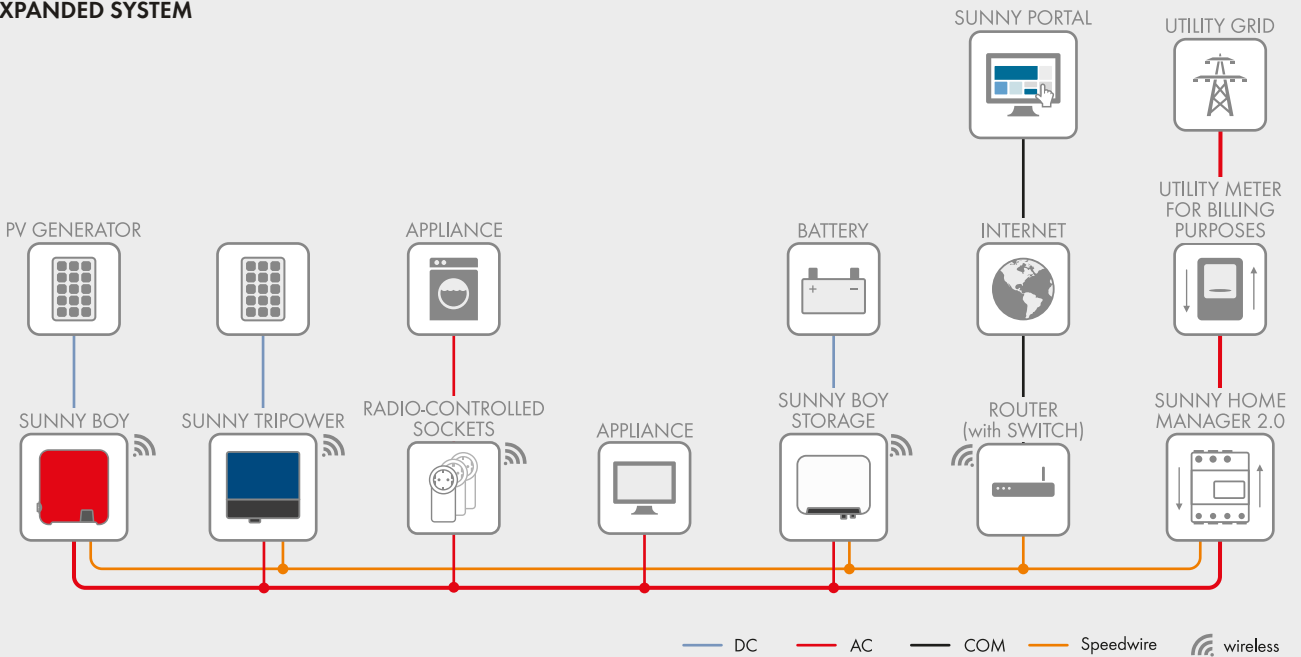 XPANDED SYSTEM
SUNNY PORTAL
UTILITY GRID
UTILITY METER
FOR BILLING
PURPOSES
PV GENERATOR
APPLIANCE
BATTERY
INTERNET
SUNNY BOY
SUNNY TRIPOWER
RADIO-CONTROLLED
SOCKETS
APPLIANCE
SUNNY BOY
STORAGE
ROUTER
(with SWITCH)
SUNNY HOME
MANAGER 2.0
DC
AC
COM
Speedwire
wireless